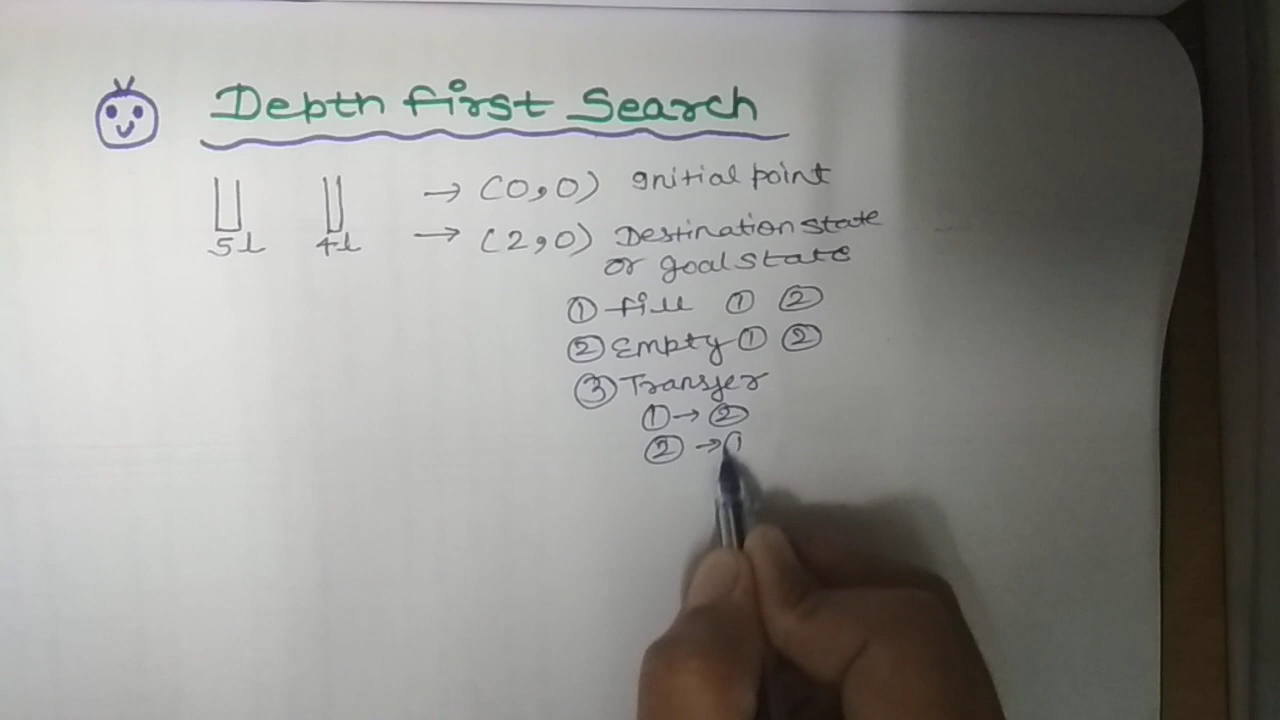 Depth first Search
→ (0,0) Initial point
5l 4l → (2,0) Destination state
or goal state
① fill ① ②
② Empty ① ②
③ Transfer
① → ②
② → ①